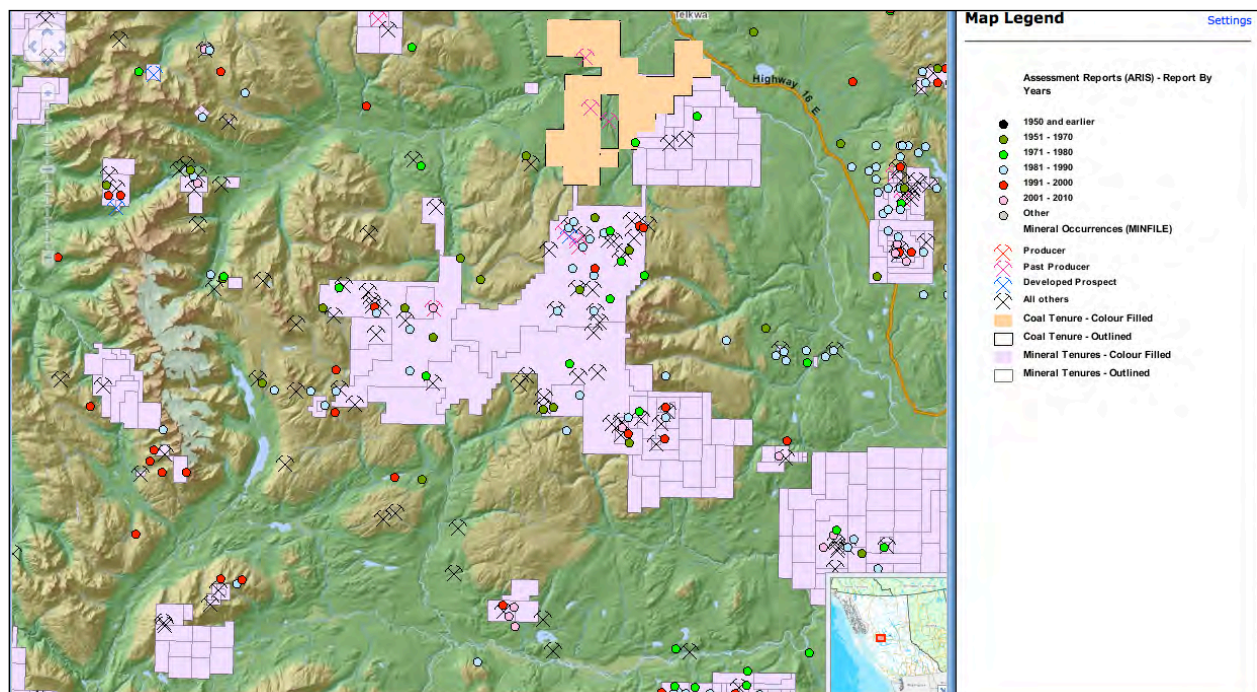 Telkwa
Highway 16 E
Map Legend
Settings
Assessment Reports (ARIS) - Report By
Years
1950 and earlier
1951 - 1970
1971 - 1980
1981 - 1990
1991 - 2000
2001 - 2010
Other
Mineral Occurrences (MINFILE)
Producer
Past Producer
Developed Prospect
All others
Coal Tenure - Colour Filled
Coal Tenure - Outlined
Mineral Tenures - Colour Filled
Mineral Tenures - Outlined